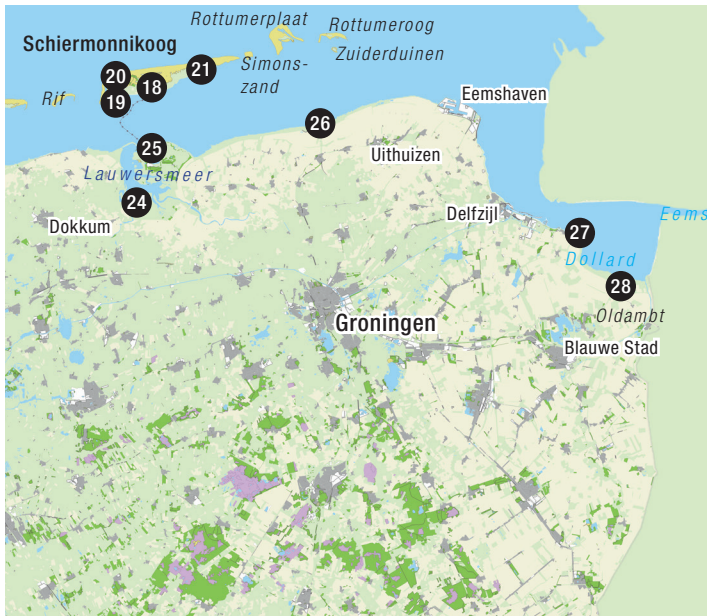 Rottumerplaat
Rottumeroog
Schiermonnikoog
Zuiderduinen
Simons-
zand
20
21
18
19
Rif
Eemshaven
26
Uithuizen
25
Lauwersmeer
24
Dokkum
Delfzijl
Eems
27
Dollard
28
Oldambt
Groningen
Blauwe Stad